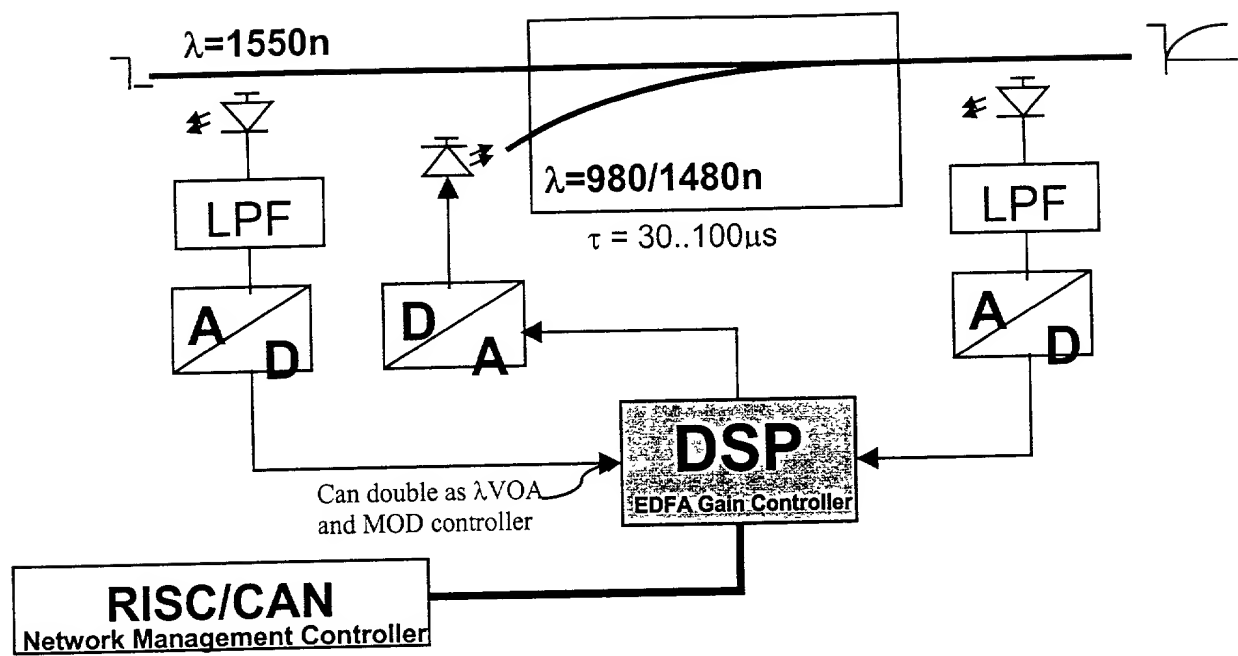 λ=1550n
λ=980/1480n
τ = 30..100μs
LPF
LPF
A
D
D
A
A
D
DSP
EDFA Gain Controller
Can double as λVOA
and MOD controller
RISC/CAN
Network Management Controller